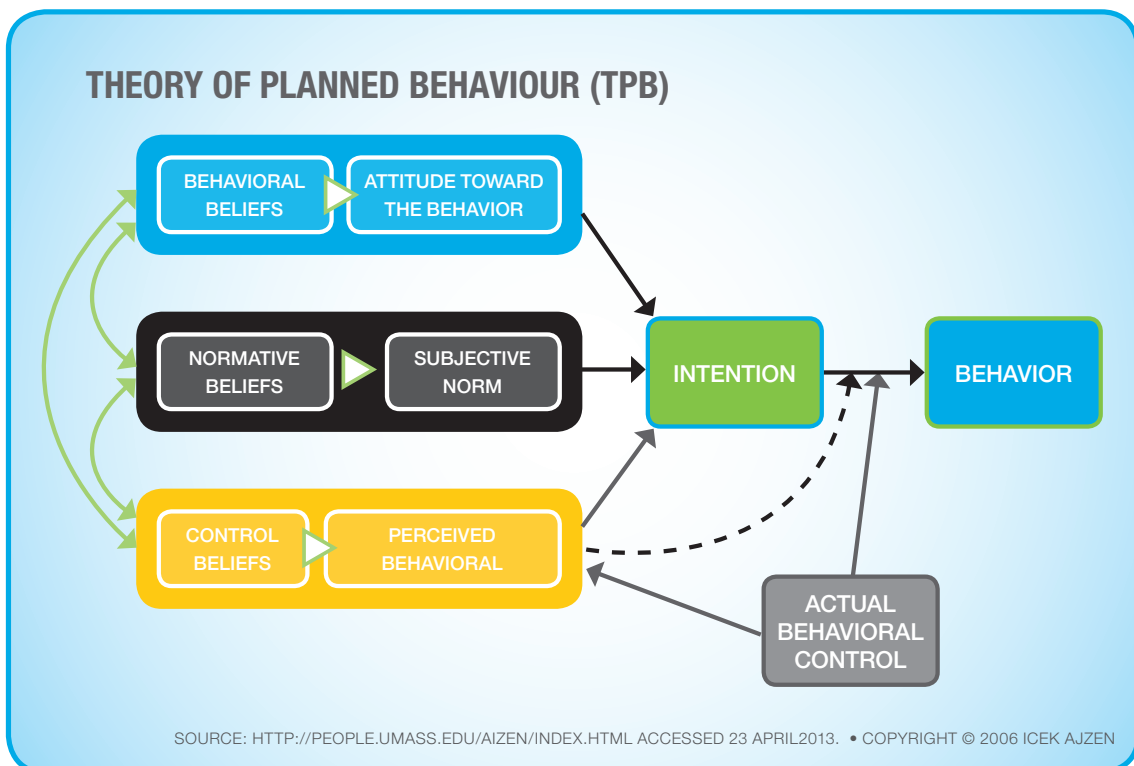 THEORY OF PLANNED BEHAVIOUR (TPB)
BEHAVIORAL
BELIEFS
ATTITUDE TOWARD
THE BEHAVIOR
NORMATIVE
BELIEFS
SUBJECTIVE
NORM
INTENTION
BEHAVIOR
CONTROL
BELIEFS
PERCEIVED
BEHAVIORAL
ACTUAL
BEHAVIORAL
CONTROL
SOURCE: HTTP://PEOPLE.UMASS.EDU/AIZEN/INDEX.HTML ACCESSED 23 APRIL2013. • COPYRIGHT © 2006 ICEK AJZEN